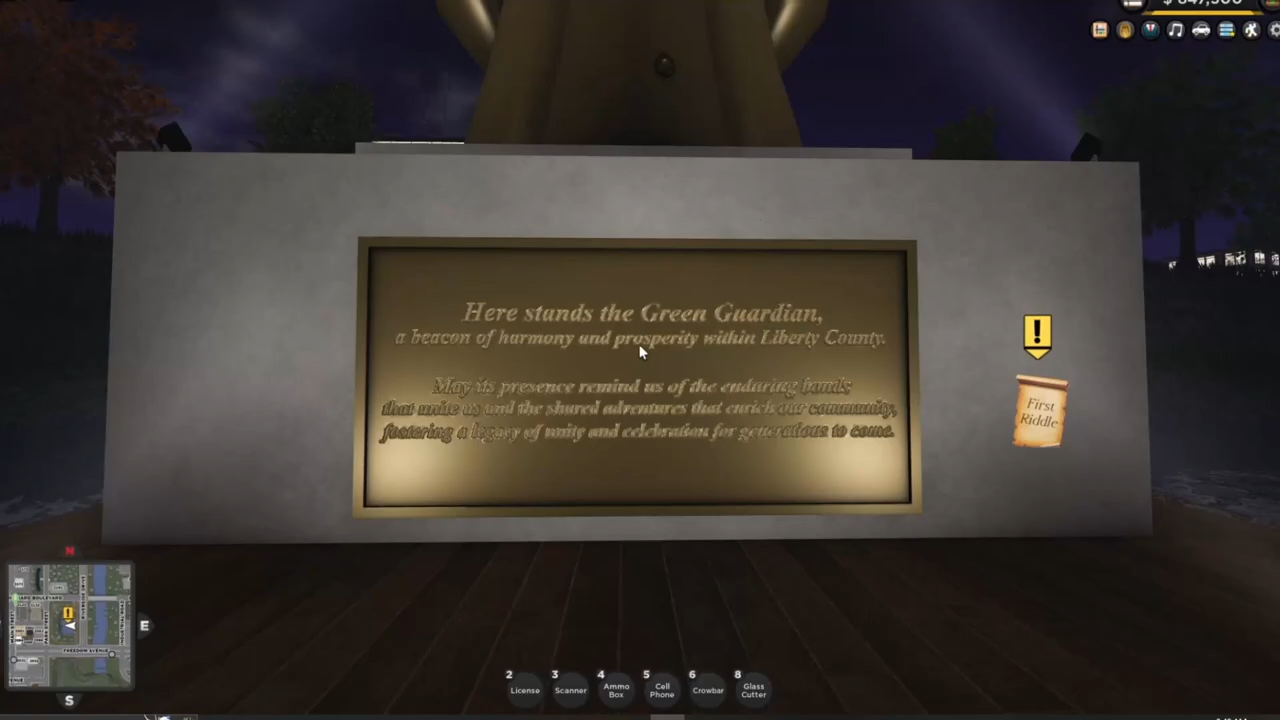 Here stands the Green Guardian,
a beacon of harmony and prosperity within Liberty County.
May its presence remind us of the enduring bonds
that unite us and the shared adventures that enrich our community,
fostering a legacy of unity and celebration for generations to come.
!
First
Riddle
N
E
S
FREEDOM AVENUE
2
License
3
Scanner
4
Ammo
Box
5
Cell
Phone
6
Crowbar
8
Glass
Cutter